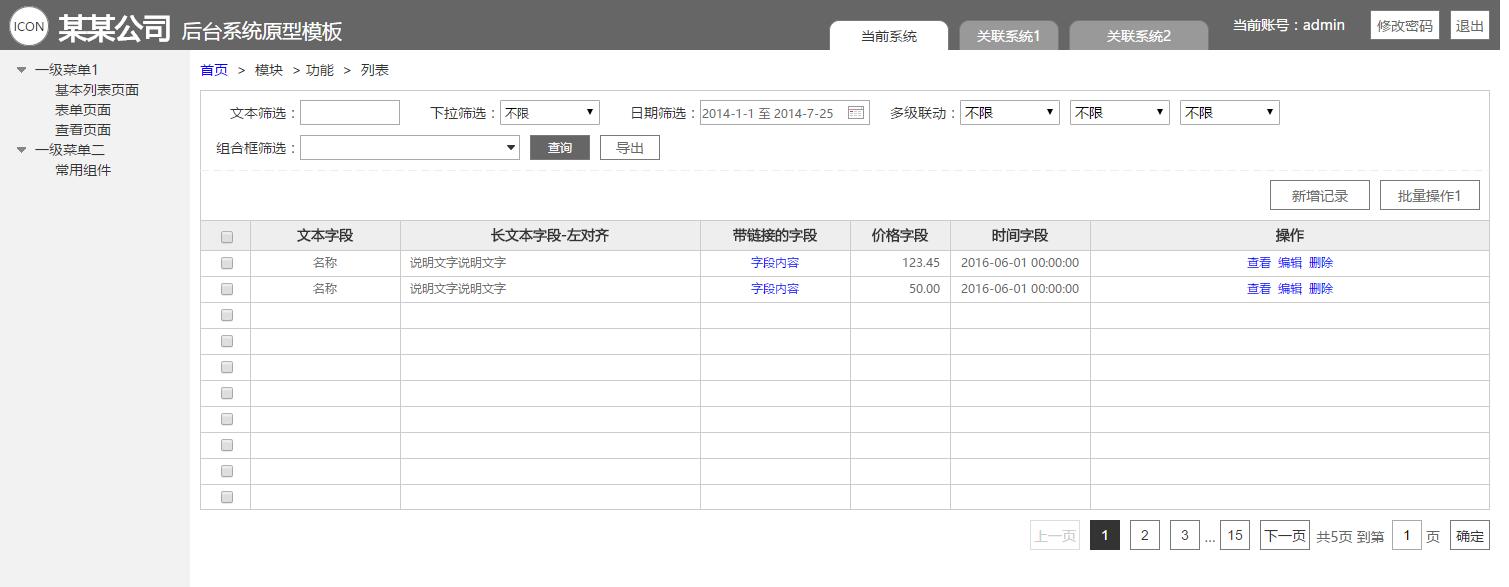 ICON 某某公司 后台系统原型模板 当前系统 关联系统1 关联系统2 当前账号：admin 修改密码 退出
一级菜单1
基本列表页面
表单页面
查看页面
一级菜单二
常用组件
首页 > 模块 > 功能 > 列表
文本筛选： 下拉筛选： 不限 日期筛选： 2014-1-1 至 2014-7-25 多级联动： 不限 不限 不限
组合框筛选： 查询 导出
新增记录 批量操作1
文本字段 长文本字段-左对齐 带链接的字段 价格字段 时间字段 操作
名称 说明文字说明文字 字段内容 123.45 2016-06-01 00:00:00 查看 编辑 删除
名称 说明文字说明文字 字段内容 50.00 2016-06-01 00:00:00 查看 编辑 删除
上一页 1 2 3 ... 15 下一页 共5页 到第 1 页 确定